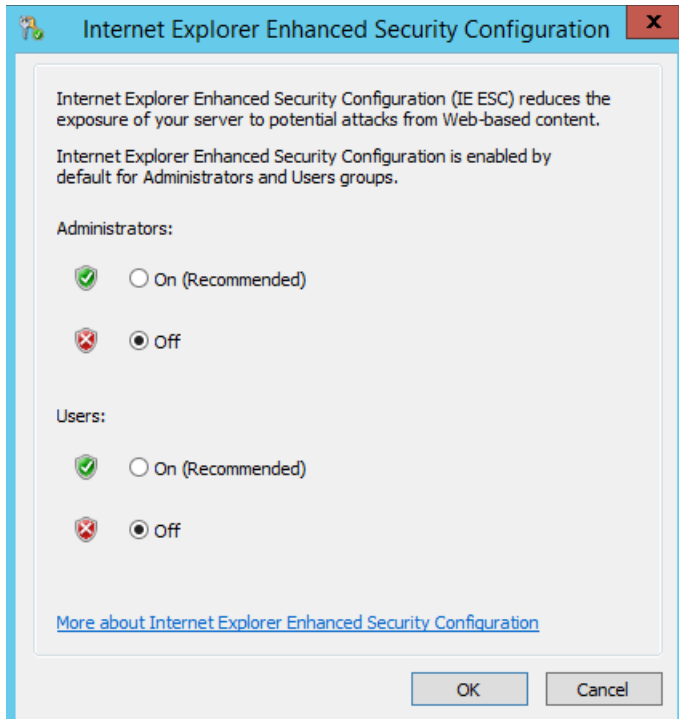 Internet Explorer Enhanced Security Configuration
x
Internet Explorer Enhanced Security Configuration (IE ESC) reduces the
exposure of your server to potential attacks from Web-based content.
Internet Explorer Enhanced Security Configuration is enabled by
default for Administrators and Users groups.
Administrators:
On (Recommended)
Off
Users:
On (Recommended)
Off
More about Internet Explorer Enhanced Security Configuration
OK
Cancel